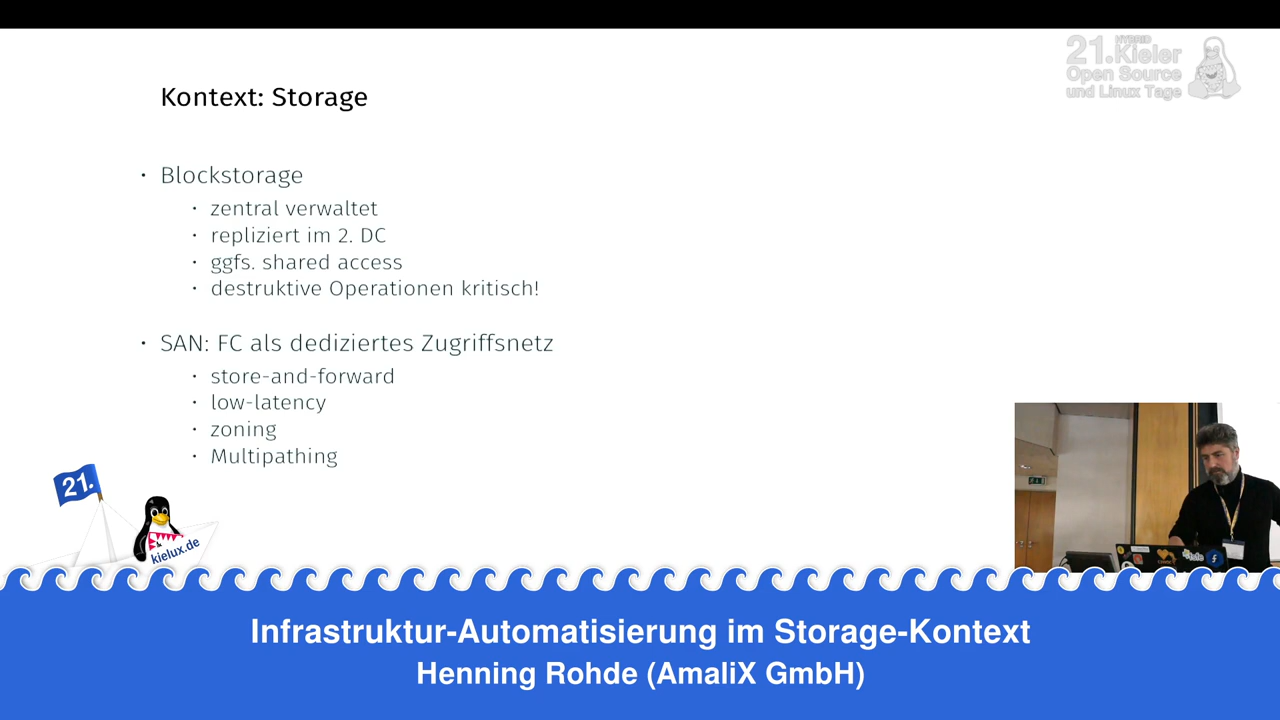 21. HYBRID
Kieler
Open Source
und Linux Tage
Kontext: Storage
• Blockstorage
• zentral verwaltet
• repliziert im 2. DC
• ggfs. shared access
• destruktive Operationen kritisch!
• SAN: FC als dediziertes Zugriffsnetz
• store-and-forward
• low-latency
• zoning
• Multipathing
21.
kielux.de
Infrastruktur-Automatisierung im Storage-Kontext
Henning Rohde (AmaliX GmbH)